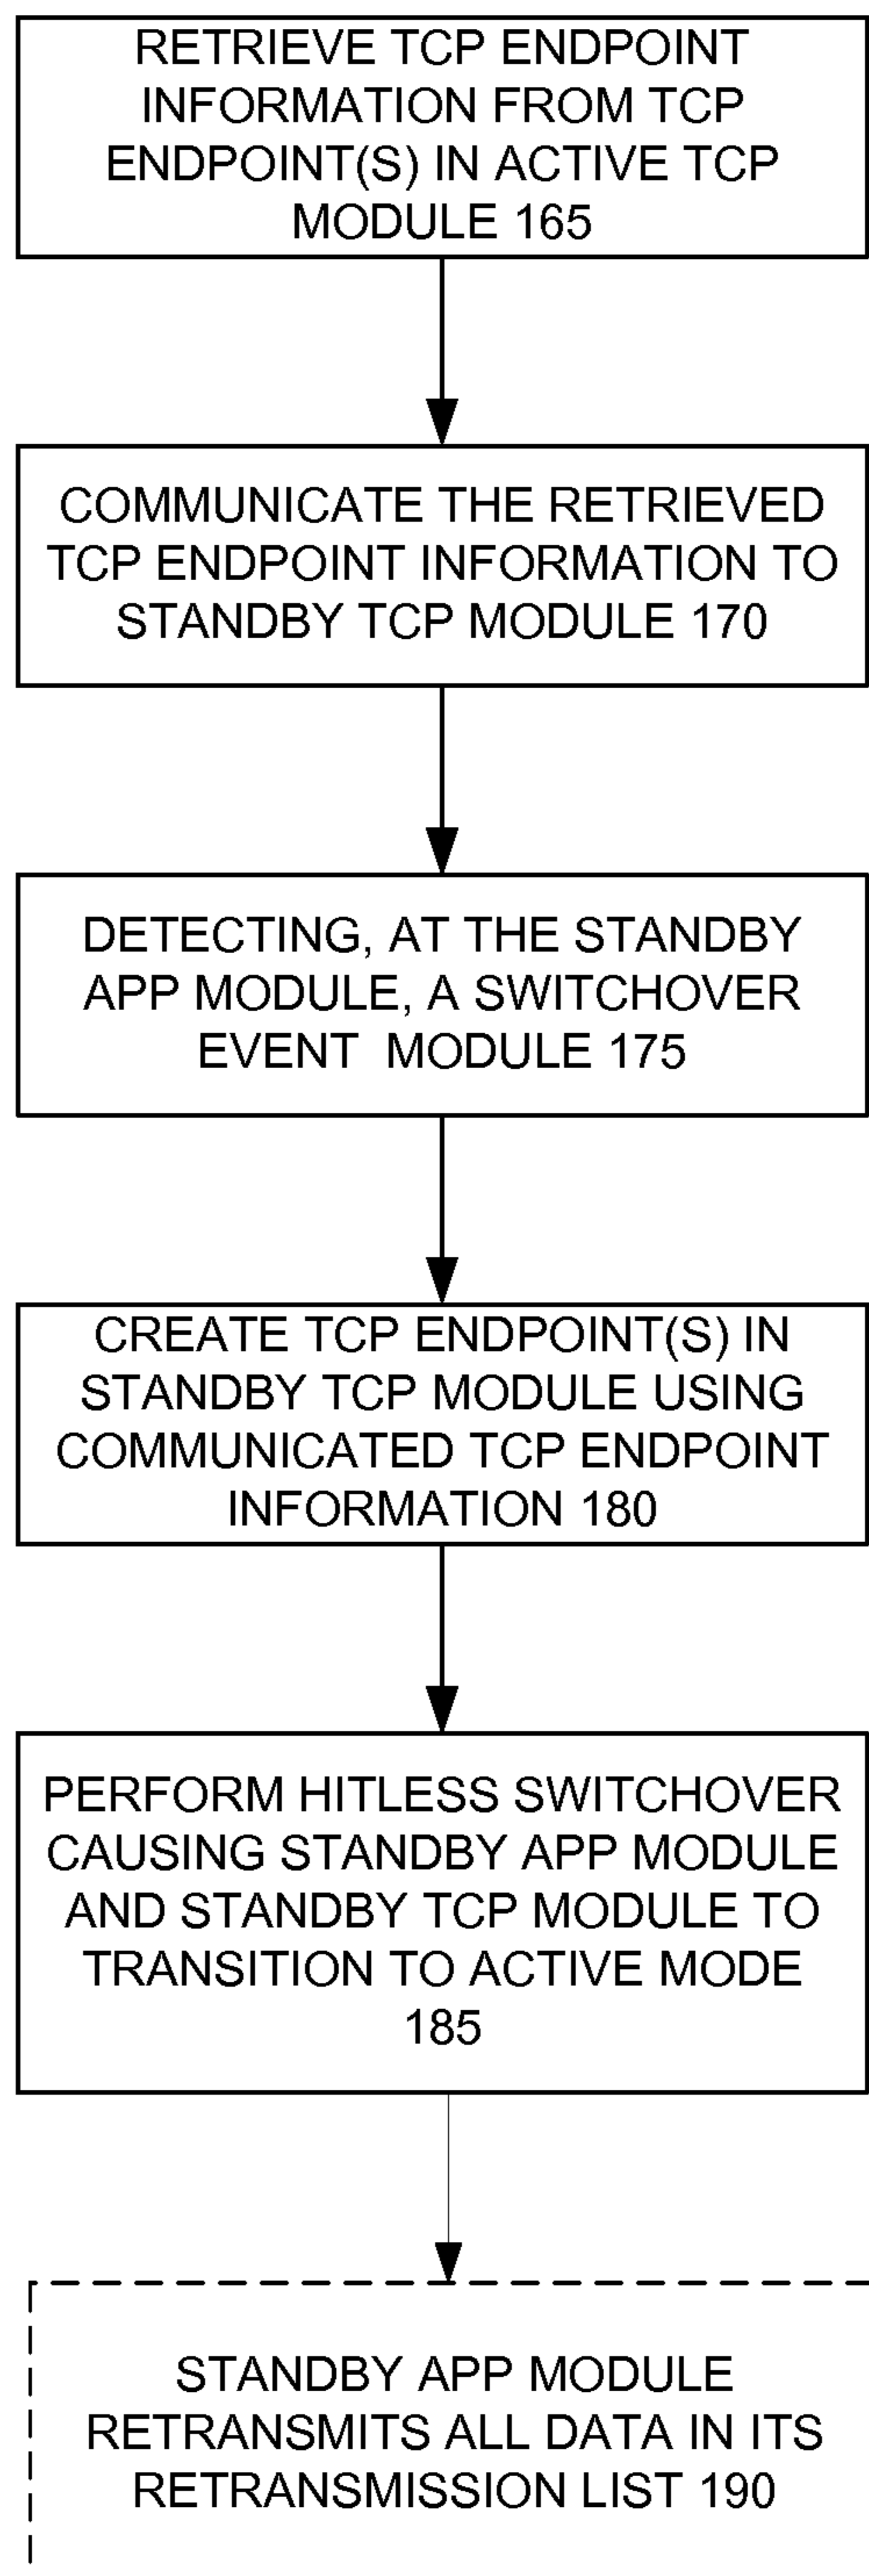 RETRIEVE TCP ENDPOINT
INFORMATION FROM TCP
ENDPOINT(S) IN ACTIVE TCP
MODULE 165
COMMUNICATE THE RETRIEVED
TCP ENDPOINT INFORMATION TO
STANDBY TCP MODULE 170
DETECTING, AT THE STANDBY
APP MODULE, A SWITCHOVER
EVENT  MODULE 175
CREATE TCP ENDPOINT(S) IN
STANDBY TCP MODULE USING
COMMUNICATED TCP ENDPOINT
INFORMATION 180
PERFORM HITLESS SWITCHOVER
CAUSING STANDBY APP MODULE
AND STANDBY TCP MODULE TO
TRANSITION TO ACTIVE MODE
185
STANDBY APP MODULE
RETRANSMITS ALL DATA IN ITS
RETRANSMISSION LIST 190